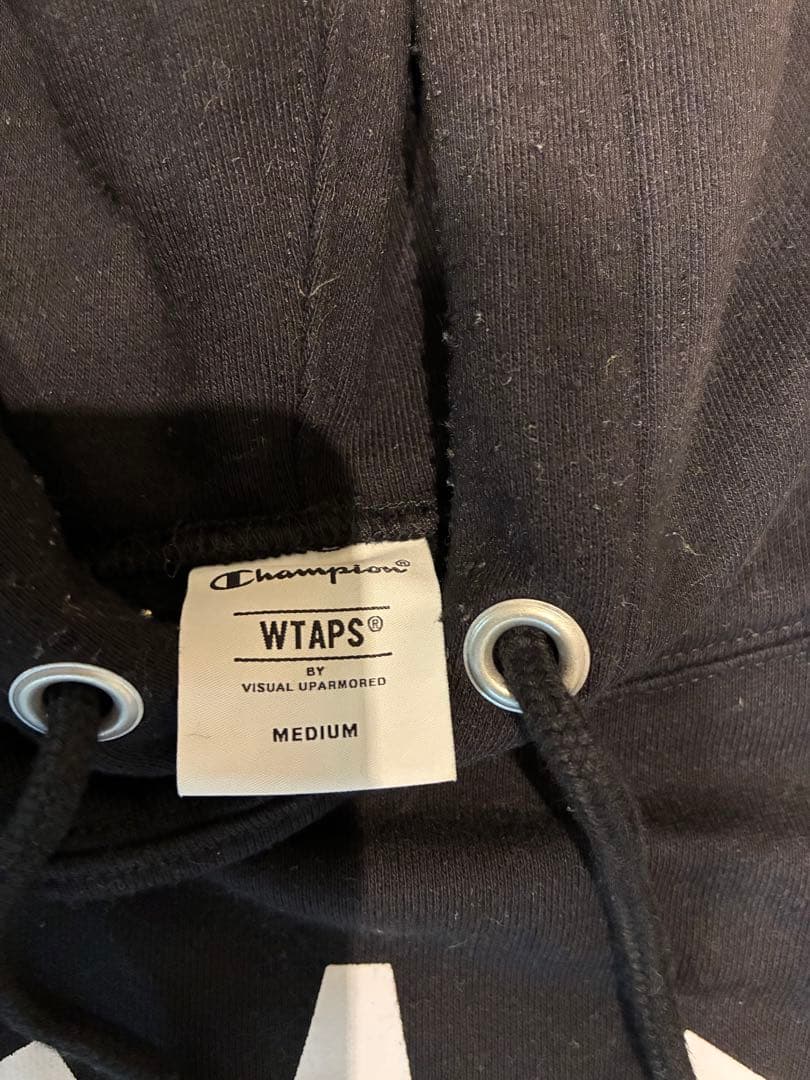 Champion®
WTAPS®
BY
VISUAL UPARMORED
MEDIUM